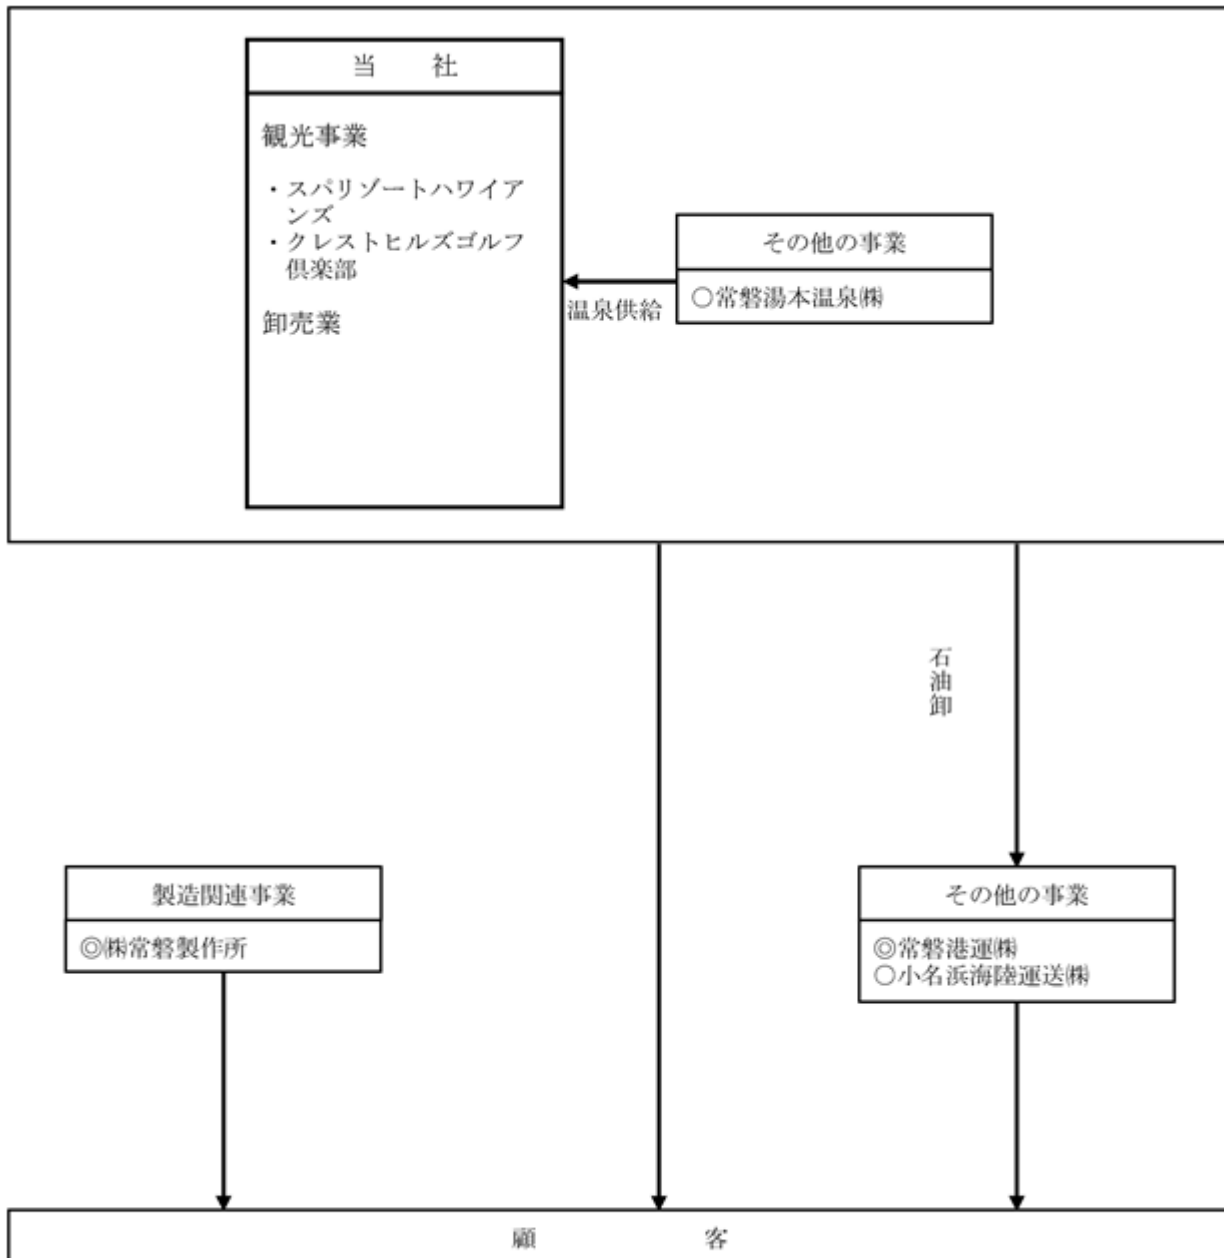 当　　社
観光事業
・スパリゾートハワイア
ンズ
・クレストヒルズゴルフ
倶楽部
卸売業
その他の事業
○常磐湯本温泉㈱
温泉供給
石油卸
製造関連事業
◎㈱常磐製作所
その他の事業
◎常磐港運㈱
○小名浜海陸運送㈱
顧　　　　客